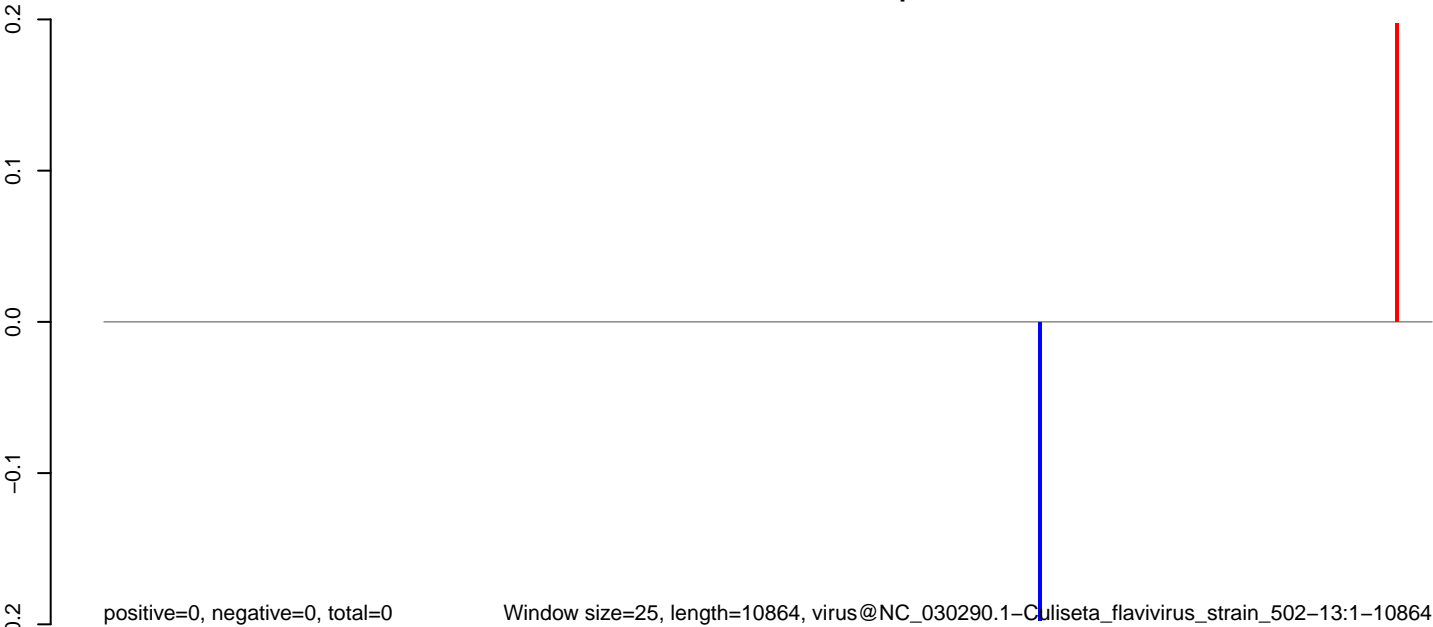 0.2
0.1
0.0
−0.1
positive=0, negative=0, total=0
Window size=25, length=10864, virus@NC_030290.1−Culiseta_flavivirus_strain_502−13:1−10864